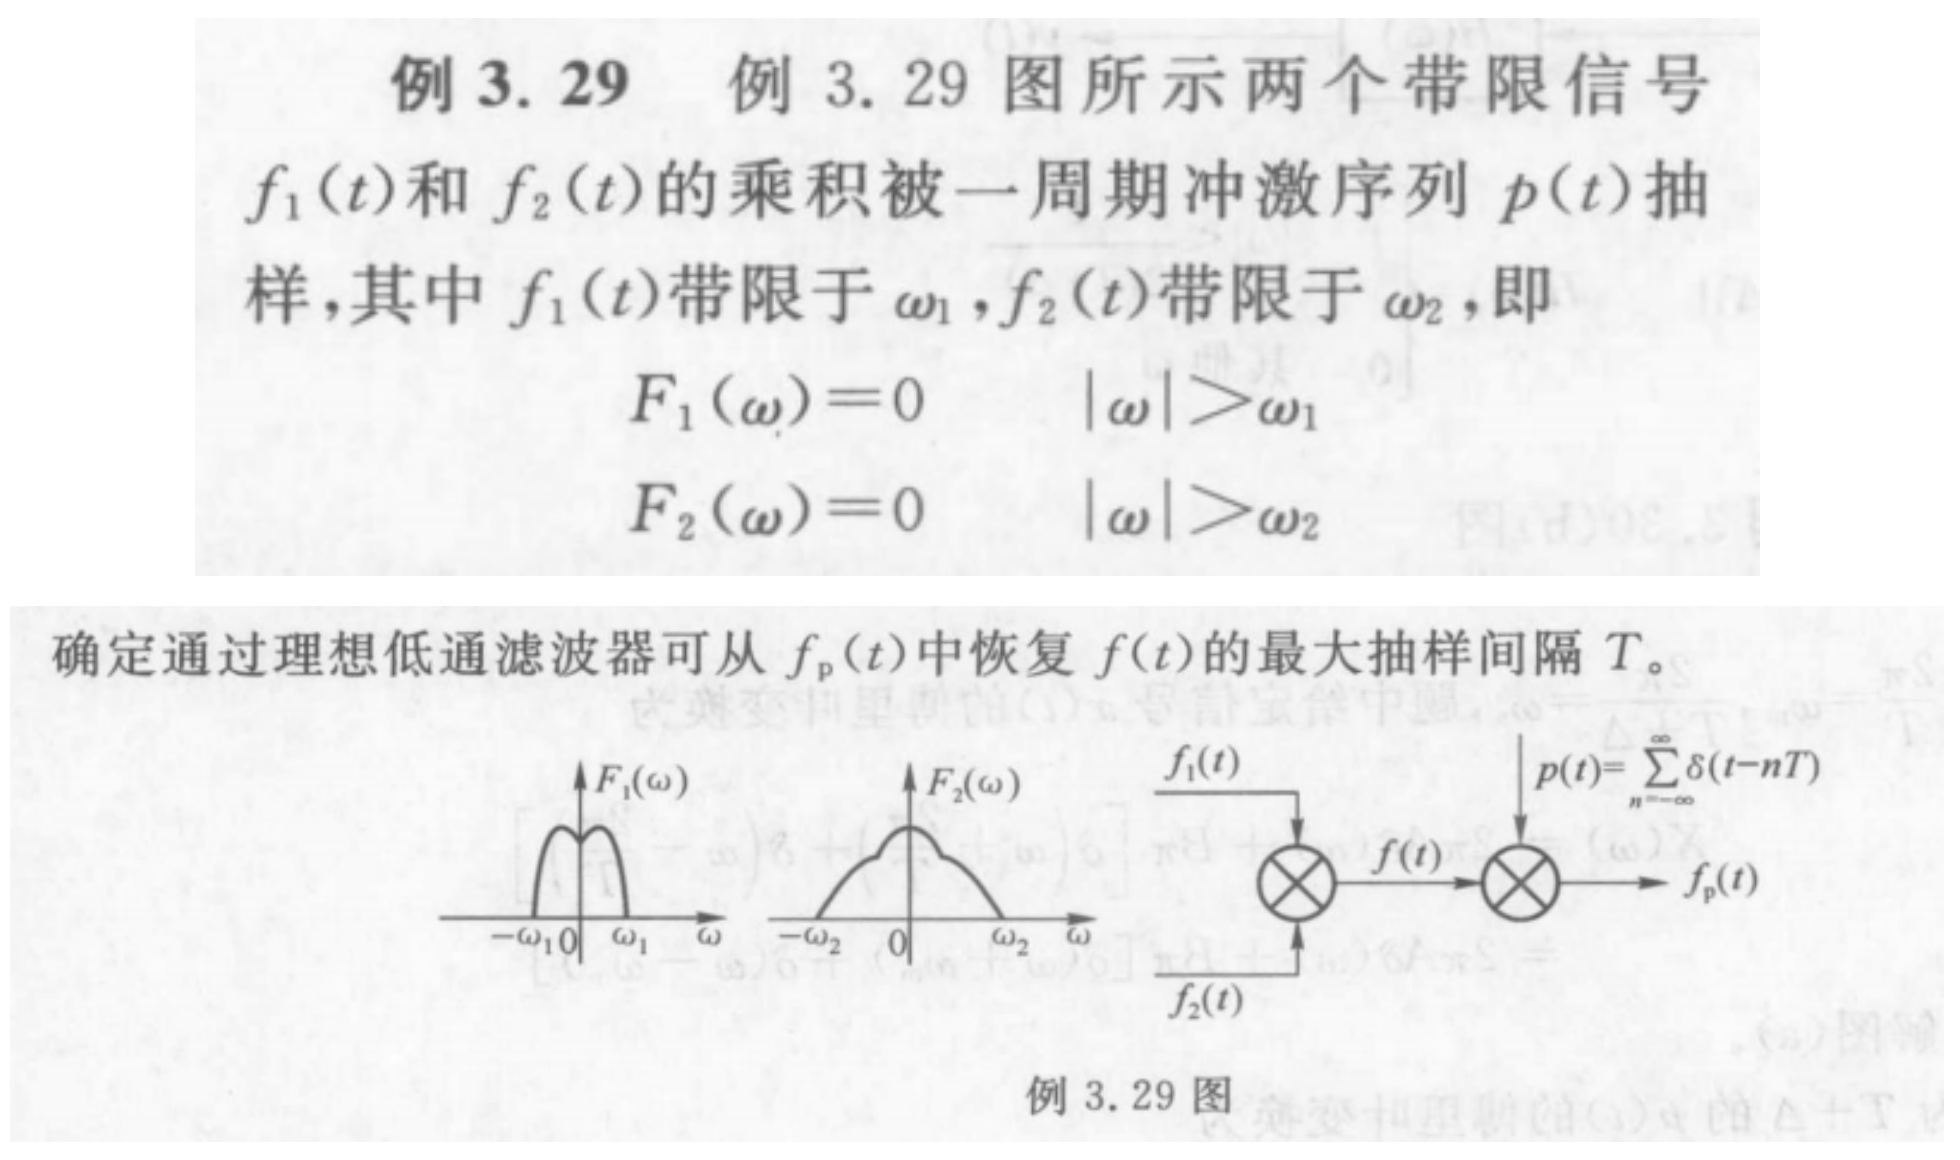 例 3. 29 例 3. 29 图所示两个带限信号
f₁(t)和 f₂(t)的乘积被一周期冲激序列 p(t)抽
样,其中 f₁(t)带限于 ω₁,f₂(t)带限于 ω₂,即
F₁(ω)=0 |ω|>ω₁
F₂(ω)=0 |ω|>ω₂
确定通过理想低通滤波器可从 fₚ(t)中恢复 f(t)的最大抽样间隔 T。
F₁(ω)
-ω₁ 0 ω₁ ω
F₂(ω)
-ω₂ 0 ω₂ ω
f₁(t)
p(t)=∑δ(t-nT)
∞
n=-∞
f(t)
fₚ(t)
f₂(t)
例 3.29 图